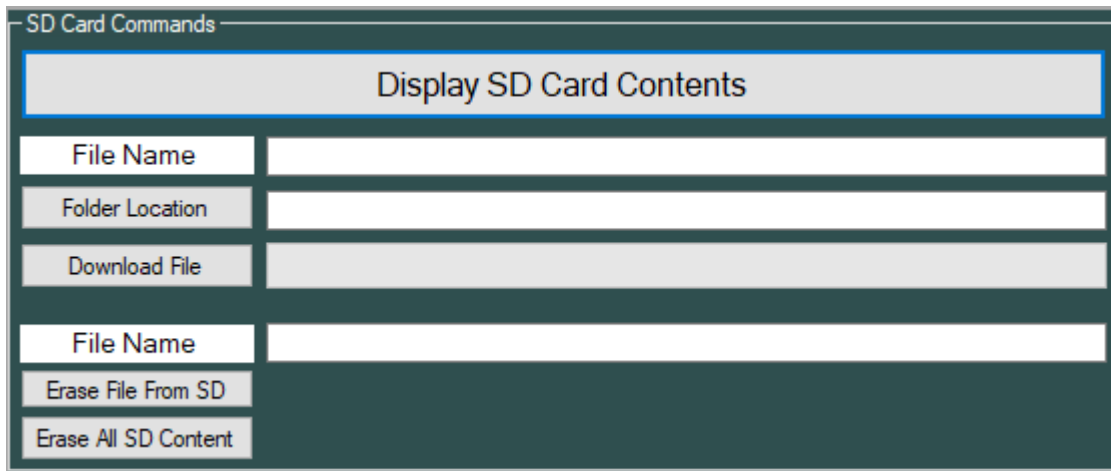 SD Card Commands
Display SD Card Contents
File Name
Folder Location
Download File
File Name
Erase File From SD
Erase All SD Content